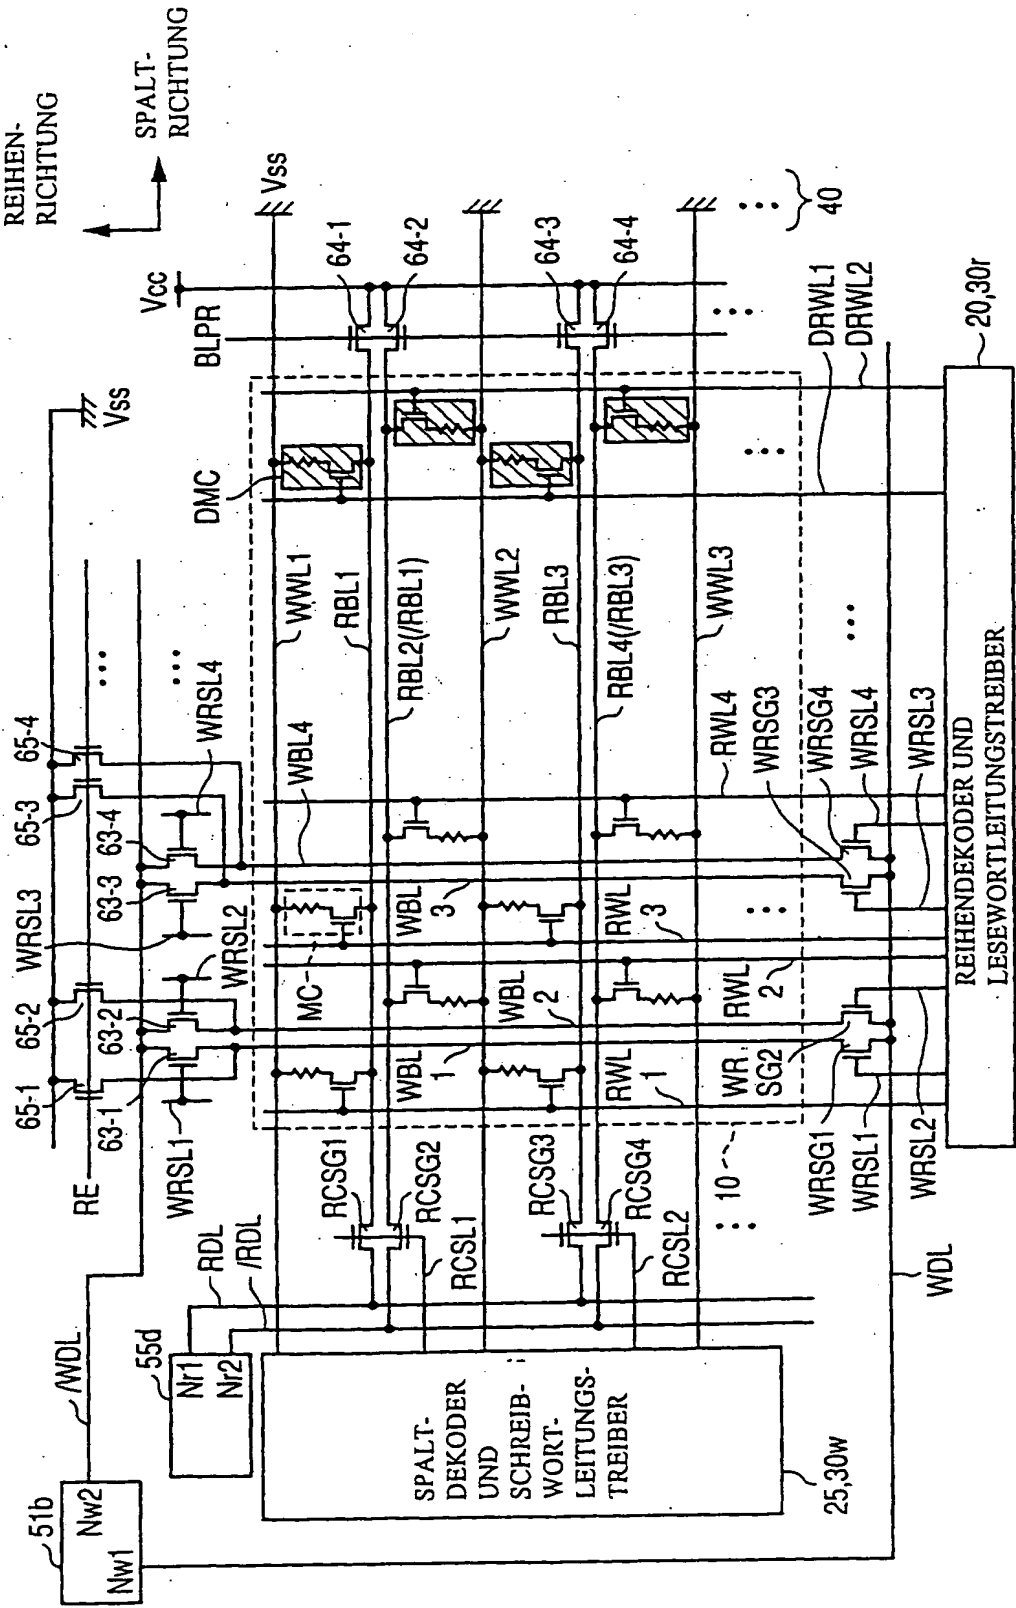 REIHEN-
RICHTUNG
SPALT-
RICHTUNG
51b
Nw2
Nw1
/WDL
55d
Nr1
Nr2
RDL
/RDL
RE
65-1
65-2
65-3
65-4
63-1
63-2
63-3
63-4
WRSL1
WRSL2
WRSL3
WRSL4
Vss
Vcc
BLPR
Vss
64-1
64-2
64-3
64-4
40
SPALT-
DEKODER
UND
SCHREIB-
WORT-
LEITUNGS-
TREIBER
25,30w
RCSG1
RCSG2
RCSL1
RCSG3
RCSG4
RCSL2
10
MC
DMC
WBL
1
WBL
2
WBL
3
WBL4
WWL1
RBL1
RBL2(/RBL1)
WWL2
RBL3
RBL4(/RBL3)
WWL3
RWL
1
RWL
2
RWL
3
RWL4
DRWL1
DRWL2
WRSG1
WR
SG2
WRSG3
WRSG4
WRSL1
WRSL2
WRSL4
WRSL3
WDL
REIHENDEKODER UND
LESEWORTLEITUNGSTREIBER
20,30r